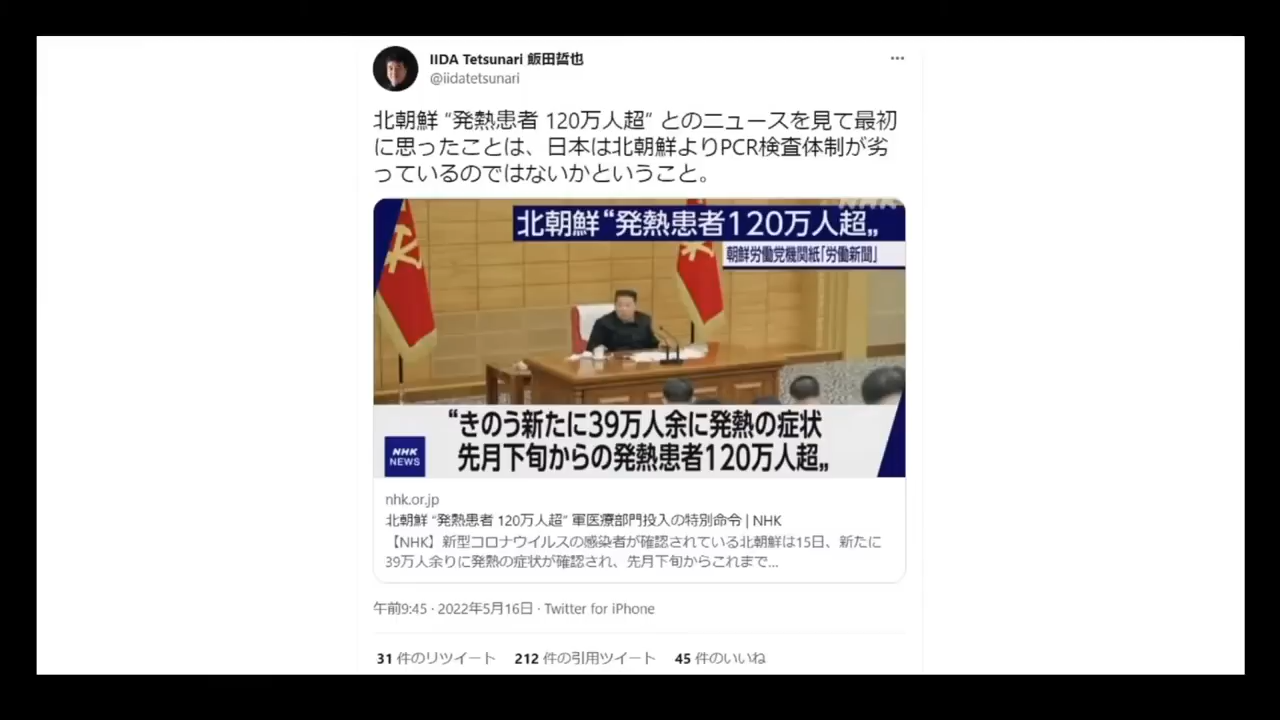 IIDA Tetsunari 飯田哲也
@iidatetsunari
北朝鮮 “発熱患者 120万人超” とのニュースを見て最初
に思ったことは、日本は北朝鮮よりPCR検査体制が劣
っているのではないかということ。
NHK
北朝鮮“発熱患者120万人超„
朝鮮労働党機関紙「労働新聞」
“きのう新たに39万人余に発熱の症状
先月下旬からの発熱患者120万人超„
NHK
NEWS
nhk.or.jp
北朝鮮 “発熱患者 120万人超” 軍医療部門投入の特別命令 | NHK
【NHK】新型コロナウイルスの感染者が確認されている北朝鮮は15日、新たに
39万人余りに発熱の症状が確認され、先月下旬からこれまで...
午前9:45 · 2022年5月16日 · Twitter for iPhone
31 件のリツイート 212 件の引用ツイート 45 件のいいね